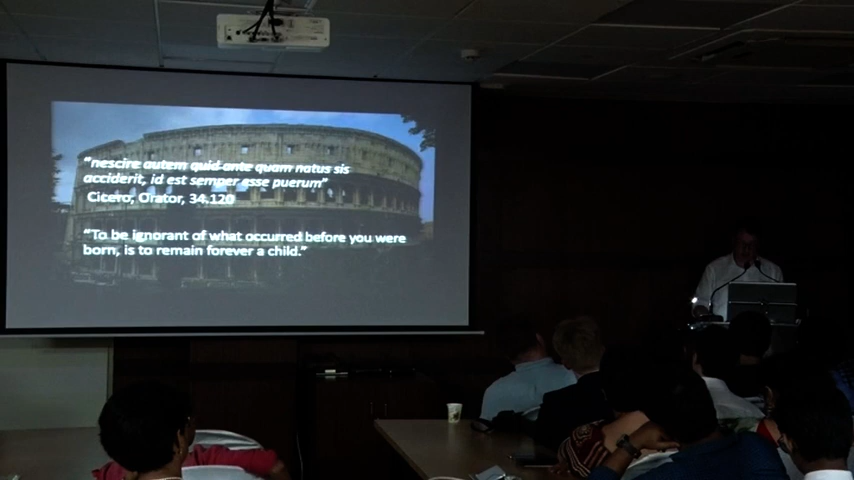 “nescire autem quid ante quam natus sis
acciderit, id est semper esse puerum”
Cicero, Orator, 34.120
“To be ignorant of what occurred before you were
born, is to remain forever a child.”